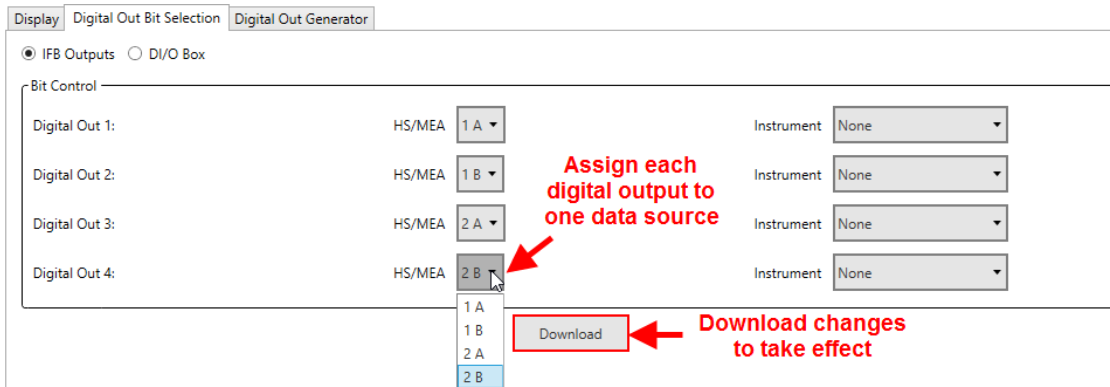 Display Digital Out Bit Selection Digital Out Generator
IFB Outputs DI/O Box
Bit Control
Digital Out 1: HS/MEA 1 A Instrument None
Digital Out 2: HS/MEA 1 B Instrument None
Digital Out 3: HS/MEA 2 A Instrument None
Digital Out 4: HS/MEA 2 B Instrument None
Assign each
digital output to
one data source
1 A
1 B
2 A
2 B
Download
Download changes
to take effect